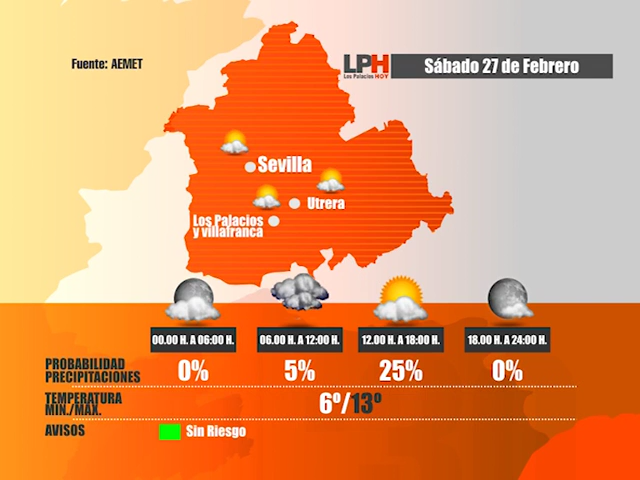 Fuente: AEMET
LPH
Los Palacios HOY
Sábado 27 de Febrero
Sevilla
Utrera
Los Palacios
y villafranca
00.00 H. A 06:00 H.
06.00 H. A 12:00 H.
12.00 H. A 18:00 H.
18.00 H. A 24:00 H.
PROBABILIDAD
PRECIPITACIONES
0%
5%
25%
0%
TEMPERATURA
MIN./MAX.
6º/13º
AVISOS
Sin Riesgo